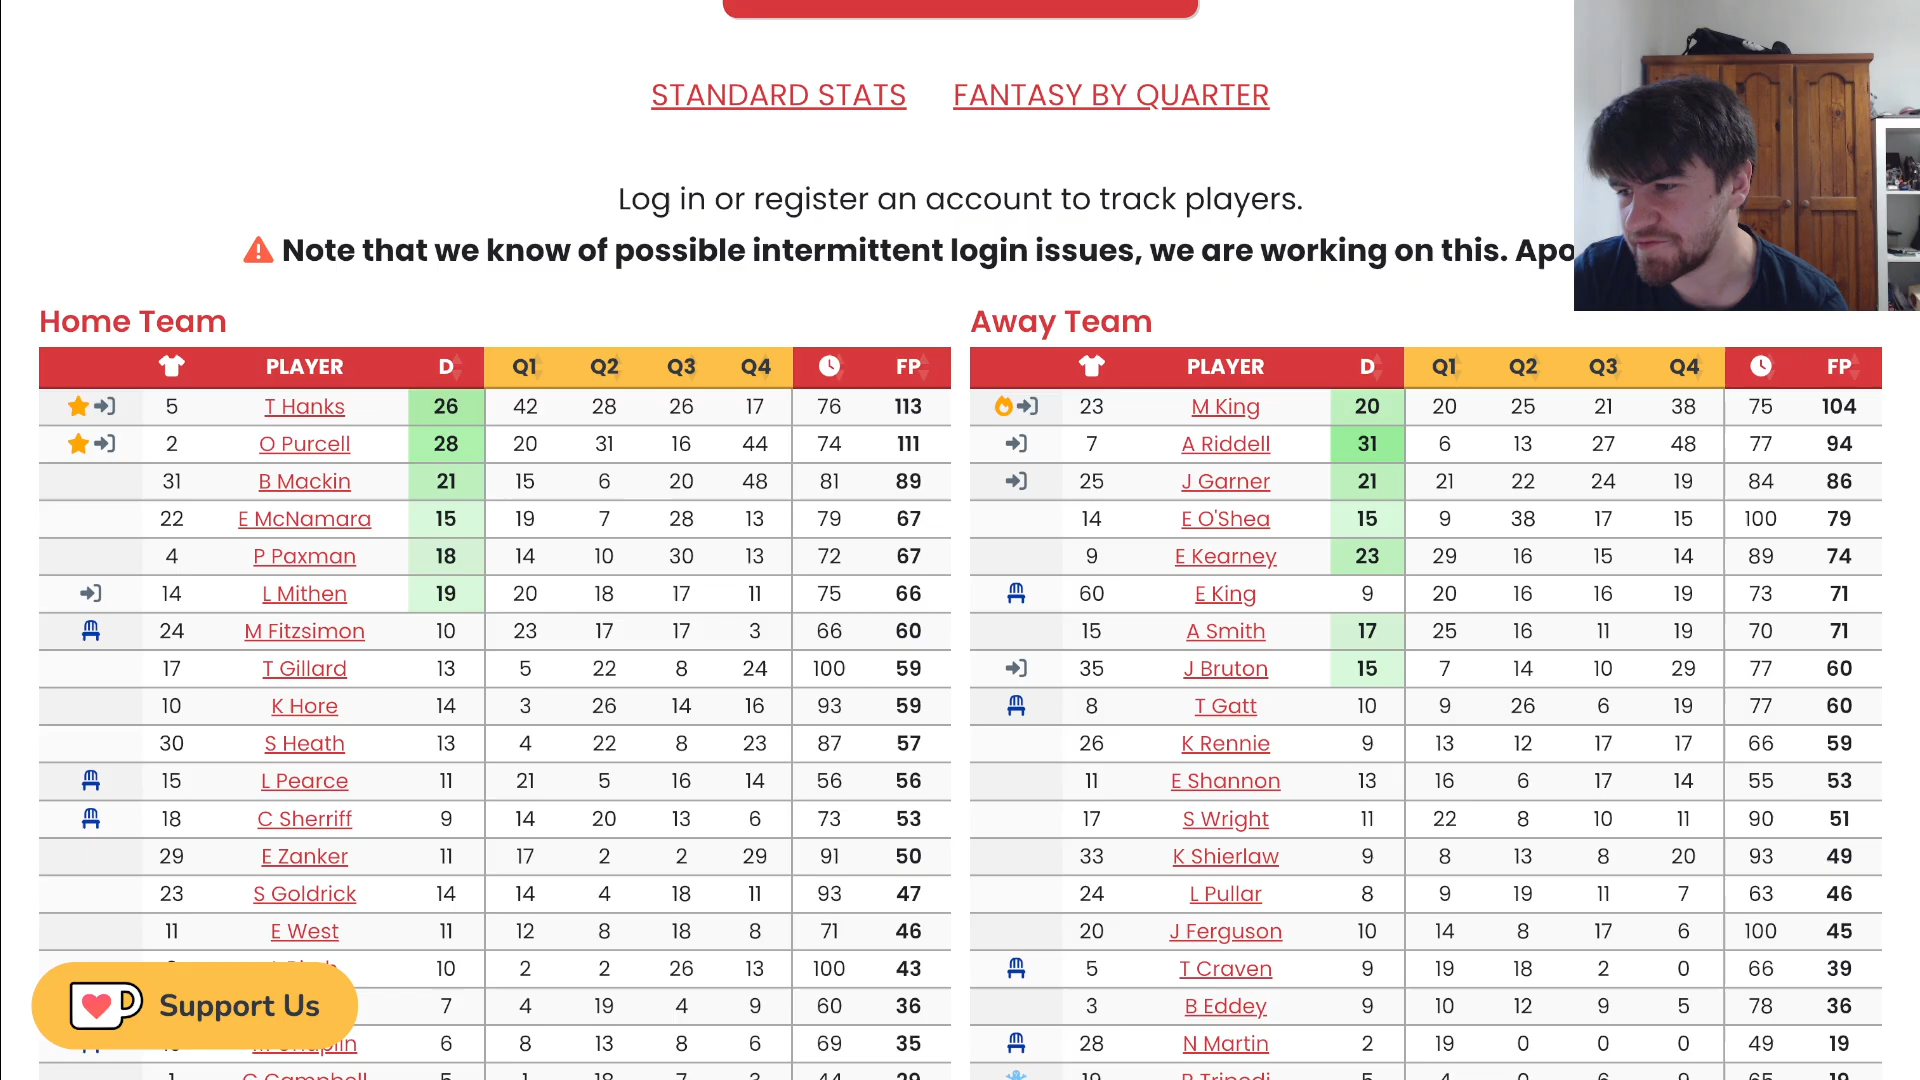 STANDARD STATS FANTASY BY QUARTER
Log in or register an account to track players.
Note that we know of possible intermittent login issues, we are working on this. Apo
Home Team
PLAYER D Q1 Q2 Q3 Q4 FP
5 T Hanks 26 42 28 26 17 76 113
2 O Purcell 28 20 31 16 44 74 111
31 B Mackin 21 15 6 20 48 81 89
22 E McNamara 15 19 7 28 13 79 67
4 P Paxman 18 14 10 30 13 72 67
14 L Mithen 19 20 18 17 11 75 66
24 M Fitzsimon 10 23 17 17 3 66 60
17 T Gillard 13 5 22 8 24 100 59
10 K Hore 14 3 26 14 16 93 59
30 S Heath 13 4 22 8 23 87 57
15 L Pearce 11 21 5 16 14 56 56
18 C Sherriff 9 14 20 13 6 73 53
29 E Zanker 11 17 2 2 29 91 50
23 S Goldrick 14 14 4 18 11 93 47
11 E West 11 12 8 18 8 71 46
10 2 2 26 13 100 43
7 4 19 4 9 60 36
6 8 13 8 6 69 35
Support Us
Away Team
PLAYER D Q1 Q2 Q3 Q4 FP
23 M King 20 20 25 21 38 75 104
7 A Riddell 31 6 13 27 48 77 94
25 J Garner 21 21 22 24 19 84 86
14 E O'Shea 15 9 38 17 15 100 79
9 E Kearney 23 29 16 15 14 89 74
60 E King 9 20 16 16 19 73 71
15 A Smith 17 25 16 11 19 70 71
35 J Bruton 15 7 14 10 29 77 60
8 T Gatt 10 9 26 6 19 77 60
26 K Rennie 9 13 12 17 17 66 59
11 E Shannon 13 16 6 17 14 55 53
17 S Wright 11 22 8 10 11 90 51
33 K Shierlaw 9 8 13 8 20 93 49
24 L Pullar 8 9 19 11 7 63 46
20 J Ferguson 10 14 8 17 6 100 45
5 T Craven 9 19 18 2 0 66 39
3 B Eddey 9 10 12 9 5 78 36
28 N Martin 2 19 0 0 0 49 19